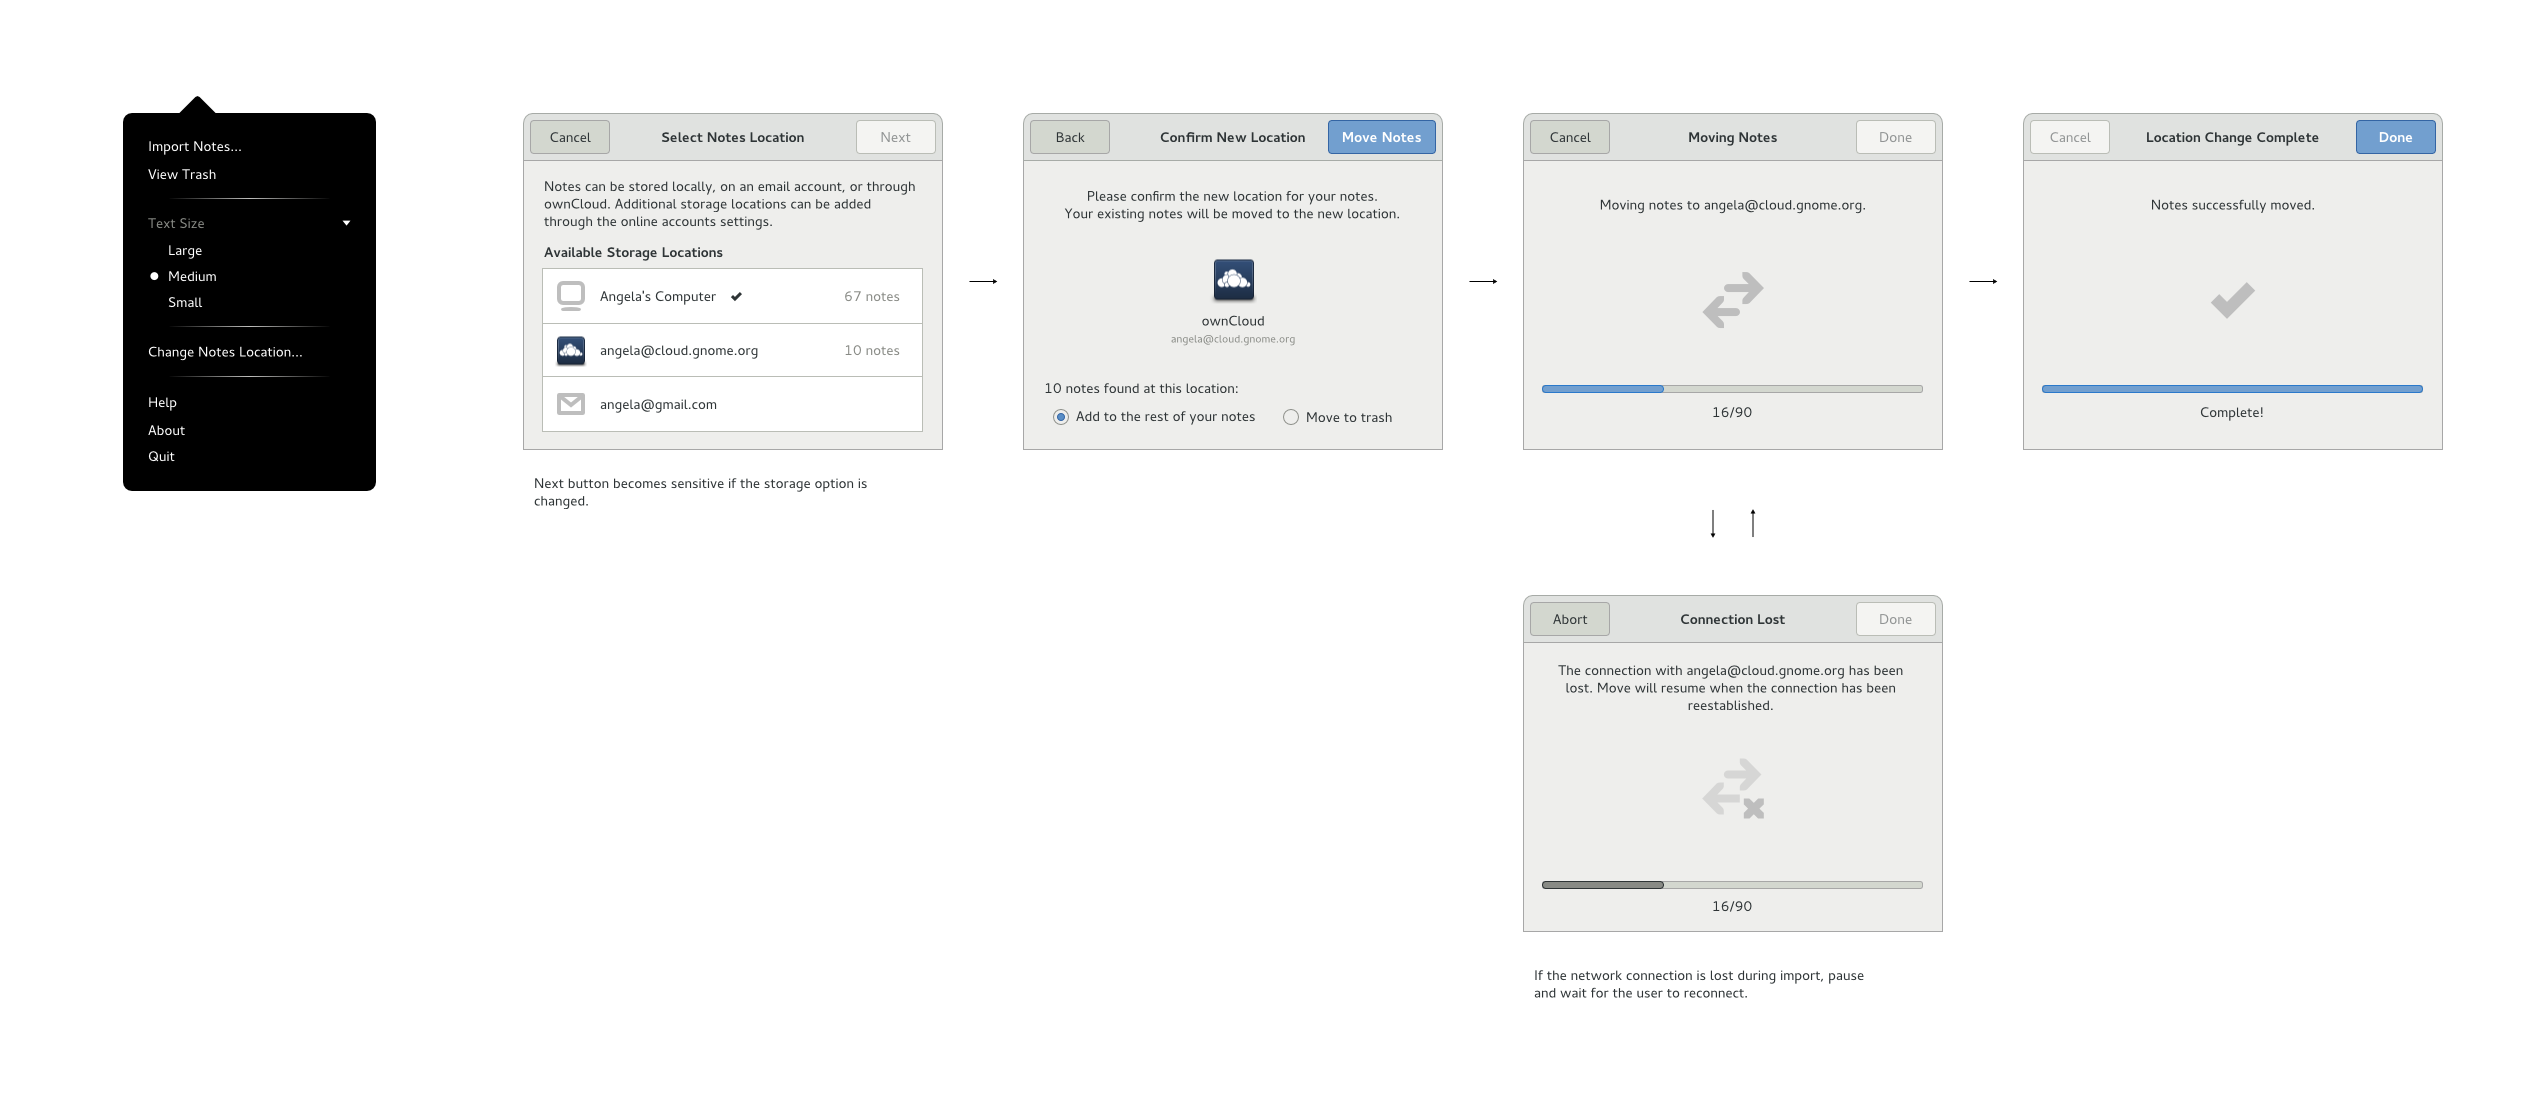 Import Notes...
View Trash
Text Size
Large
Medium
Small
Change Notes Location...
Help
About
Quit
Cancel
Select Notes Location
Next
Notes can be stored locally, on an email account, or through
ownCloud. Additional storage locations can be added
through the online accounts settings.
Available Storage Locations
Angela's Computer
67 notes
angela@cloud.gnome.org
10 notes
angela@gmail.com
Next button becomes sensitive if the storage option is
changed.
Back
Confirm New Location
Move Notes
Please confirm the new location for your notes.
Your existing notes will be moved to the new location.
ownCloud
angela@cloud.gnome.org
10 notes found at this location:
Add to the rest of your notes
Move to trash
Cancel
Moving Notes
Done
Moving notes to angela@cloud.gnome.org.
16/90
Cancel
Location Change Complete
Done
Notes successfully moved.
Complete!
Abort
Connection Lost
Done
The connection with angela@cloud.gnome.org has been
lost. Move will resume when the connection has been
reestablished.
16/90
If the network connection is lost during import, pause
and wait for the user to reconnect.